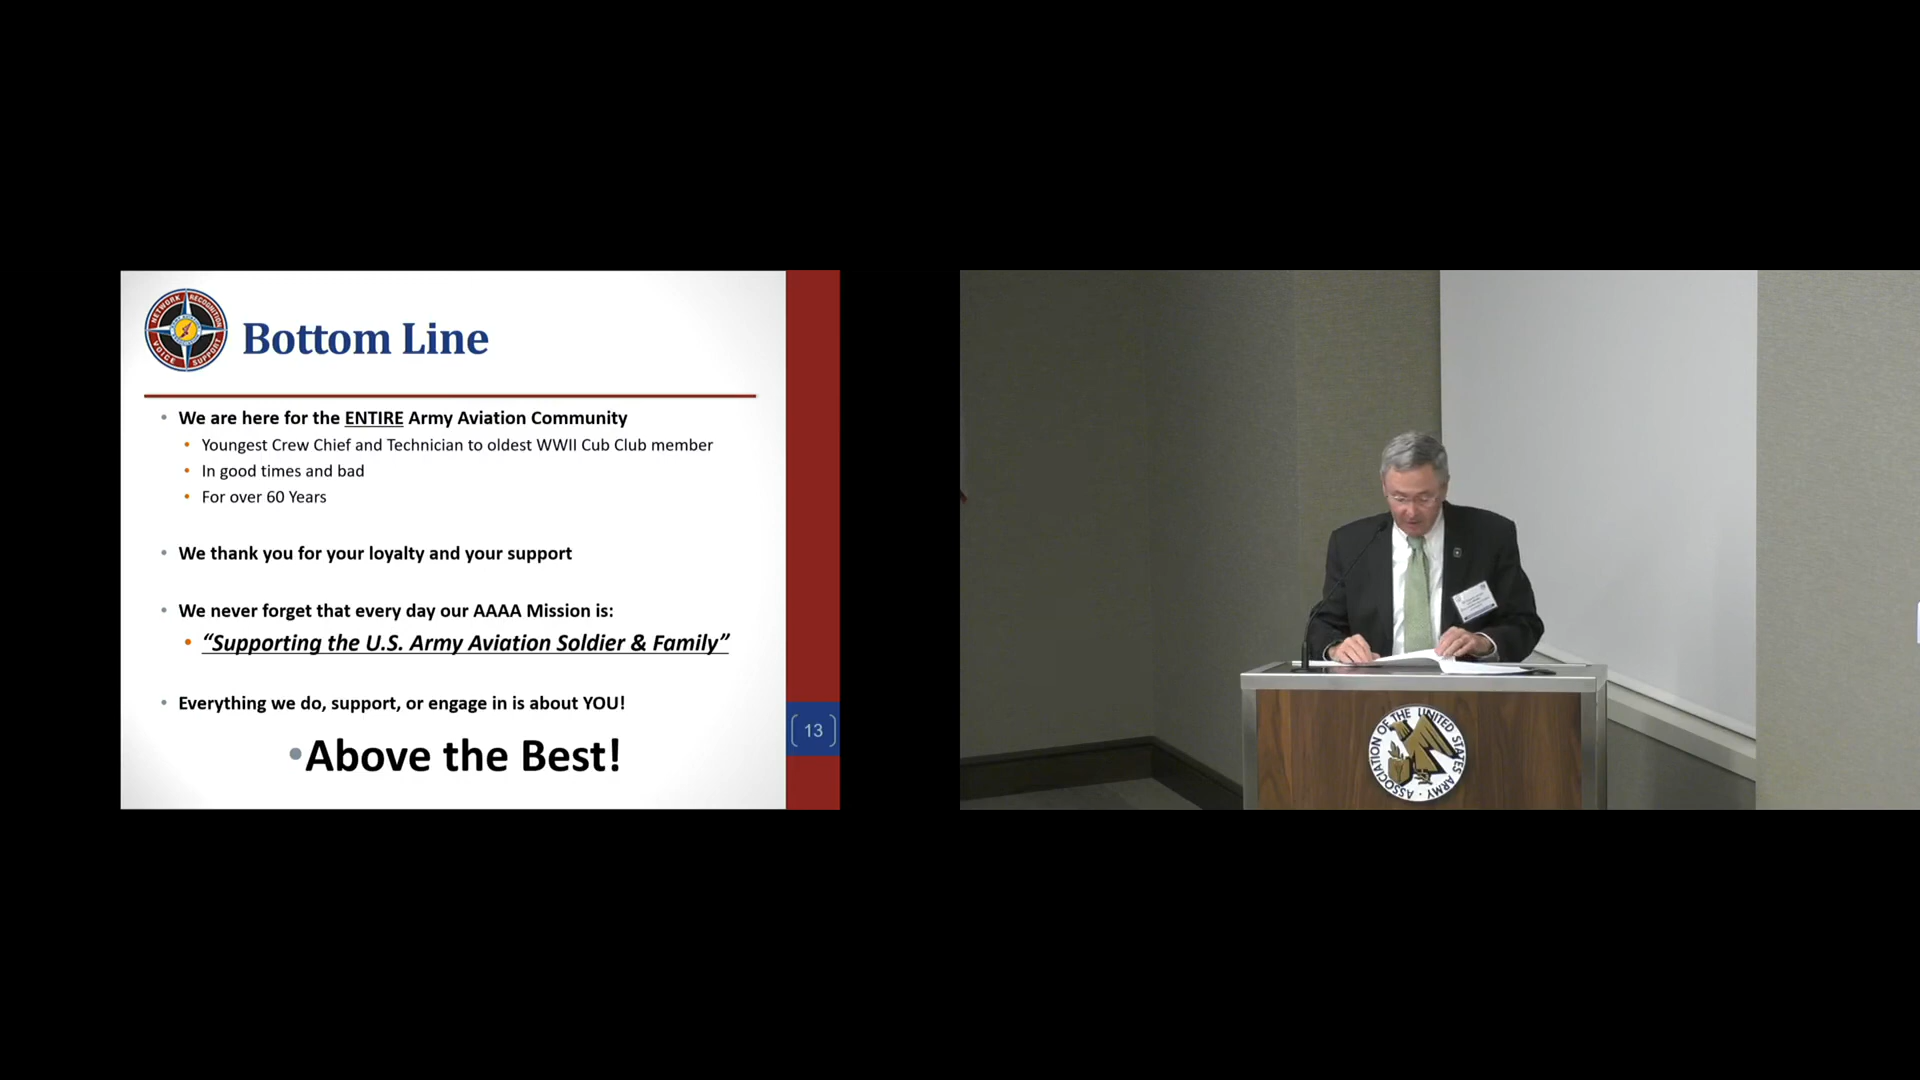 NETWORK RECOGNITION
VOICE SUPPORT
Bottom Line
• We are here for the ENTIRE Army Aviation Community
• Youngest Crew Chief and Technician to oldest WWII Cub Club member
• In good times and bad
• For over 60 Years
• We thank you for your loyalty and your support
• We never forget that every day our AAAA Mission is:
• “Supporting the U.S. Army Aviation Soldier & Family”
• Everything we do, support, or engage in is about YOU!
•Above the Best!
13
ASSOCIATION OF THE UNITED STATES ARMY